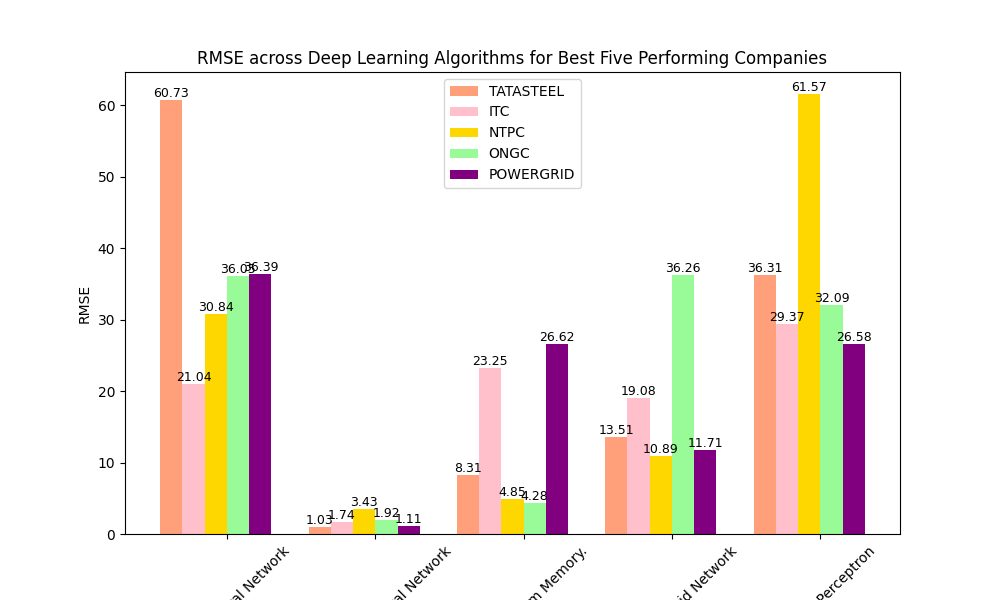 RMSE across Deep Learning Algorithms for Best Five Performing Companies
TATASTEEL
ITC
NTPC
ONGC
POWERGRID
RMSE
60
50
40
30
20
10
0
60.73
21.04
30.84
36.39
1.03
1.74
3.43
1.92
1.11
8.31
23.25
4.85
4.28
26.62
13.51
19.08
10.89
36.26
11.71
36.31
29.37
61.57
32.09
26.58
Network
Network
Memory.
Network
Perceptron